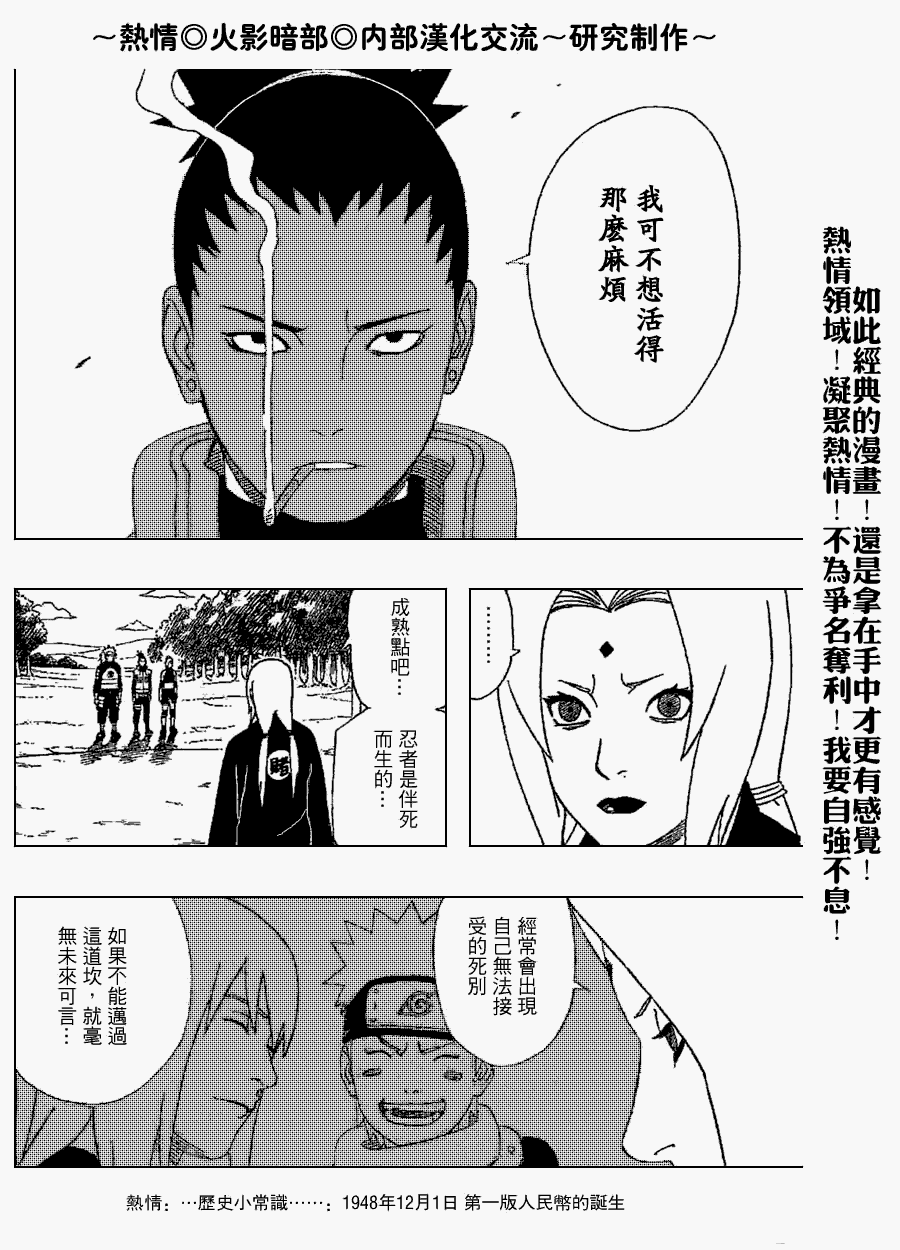 ~熱情◎火影暗部◎内部漢化交流~研究制作~
我可不想活得
那麽麻煩
如此經典的漫畫！還是拿在手中才更有感覺！
熱情領域！凝聚熱情！不為爭名奪利！我要自強不息！
………
成熟點吧…
忍者是伴死
而生的…
賭
經常會出現
自己無法接
受的死別
如果不能邁過
這道坎，就毫
無未來可言…
熱情：…歷史小常識……：1948年12月1日 第一版人民幣的誕生